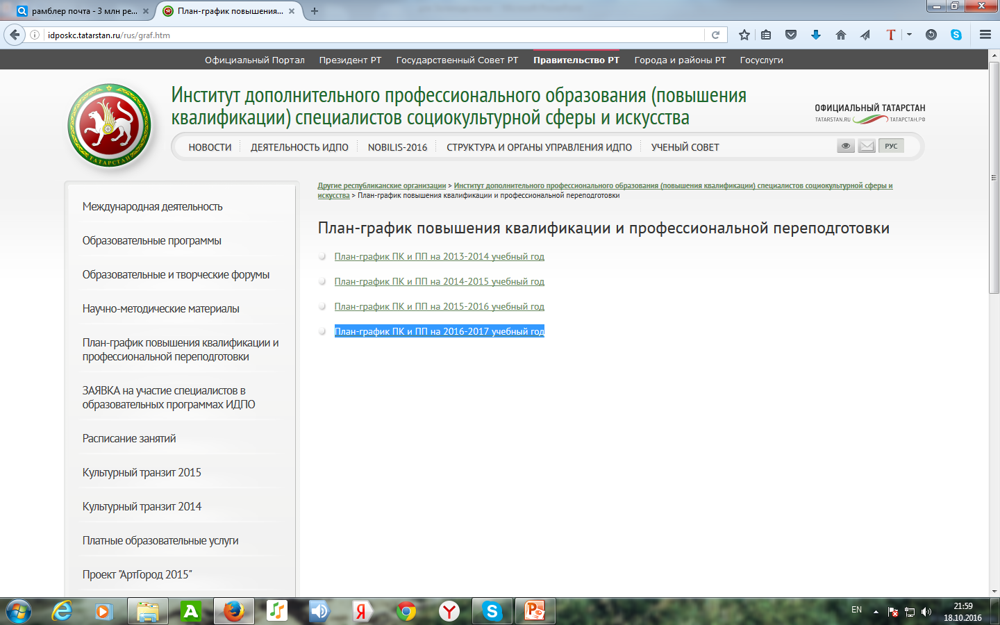 рамблер почта - 3 млн ре...
План-график повышения...
idposkc.tatarstan.ru/rus/graf.htm
Официальный Портал
Президент РТ
Государственный Совет РТ
Правительство РТ
Города и районы РТ
Госуслуги
ТАТАРСТАН
Институт дополнительного профессионального образования (повышения
квалификации) специалистов социокультурной сферы и искусства
ОФИЦИАЛЬНЫЙ ТАТАРСТАН
TATARSTAN.RU
ТАТАРСТАН.РФ
НОВОСТИ
ДЕЯТЕЛЬНОСТЬ ИДПО
NOBILIS-2016
СТРУКТУРА И ОРГАНЫ УПРАВЛЕНИЯ ИДПО
УЧЕНЫЙ СОВЕТ
РУС
Международная деятельность
Образовательные программы
Образовательные и творческие форумы
Научно-методические материалы
План-график повышения квалификации и
профессиональной переподготовки
ЗАЯВКА на участие специалистов в
образовательных программах ИДПО
Расписание занятий
Культурный транзит 2015
Культурный транзит 2014
Платные образовательные услуги
Проект "АртГород 2015"
Другие республиканские организации > Институт дополнительного профессионального образования (повышения квалификации) специалистов социокультурной сферы и
искусства > План-график повышения квалификации и профессиональной переподготовки
План-график повышения квалификации и профессиональной переподготовки
План-график ПК и ПП на 2013-2014 учебный год
План-график ПК и ПП на 2014-2015 учебный год
План-график ПК и ПП на 2015-2016 учебный год
План-график ПК и ПП на 2016-2017 учебный год
EN
21:59
18.10.2016